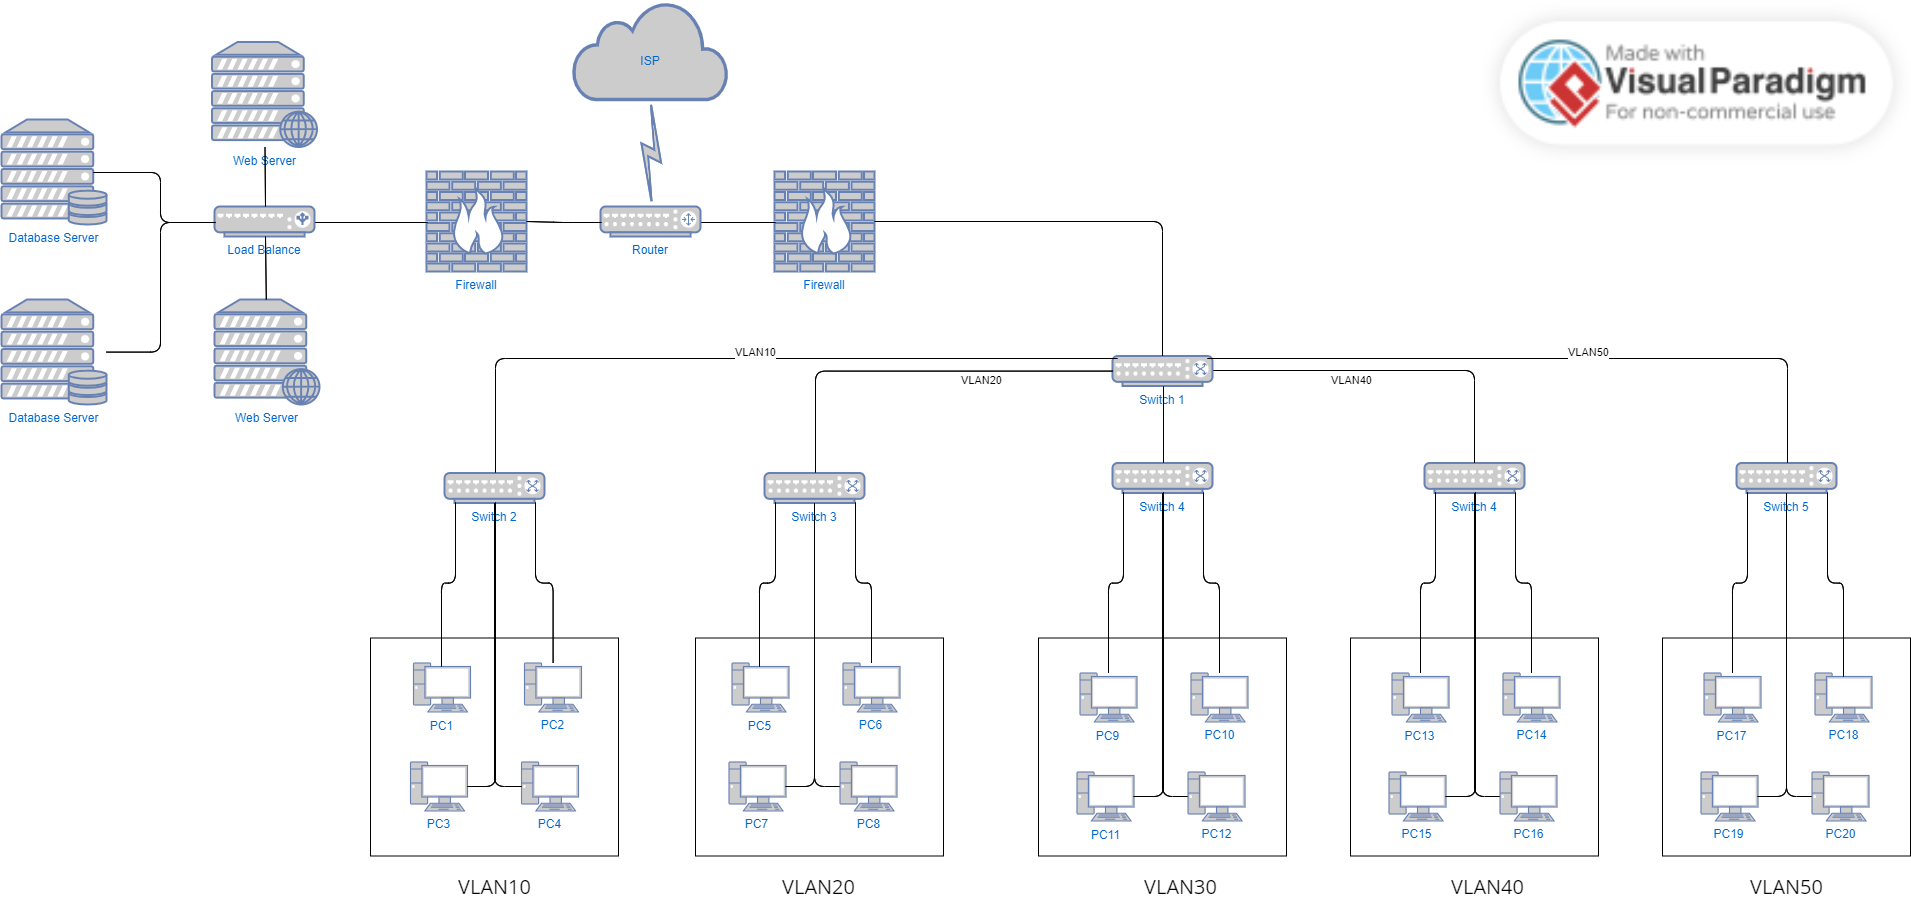 ISP
Made with
Visual Paradigm
For non-commercial use
Web Server
Database Server
Load Balance
Router
Firewall
Firewall
Database Server
Web Server
VLAN10
VLAN50
VLAN20
VLAN40
Switch 1
Switch 2
Switch 3
Switch 4
Switch 4
Switch 5
PC1
PC2
PC3
PC4
PC5
PC6
PC7
PC8
PC9
PC10
PC11
PC12
PC13
PC14
PC15
PC16
PC17
PC18
PC19
PC20
VLAN10
VLAN20
VLAN30
VLAN40
VLAN50